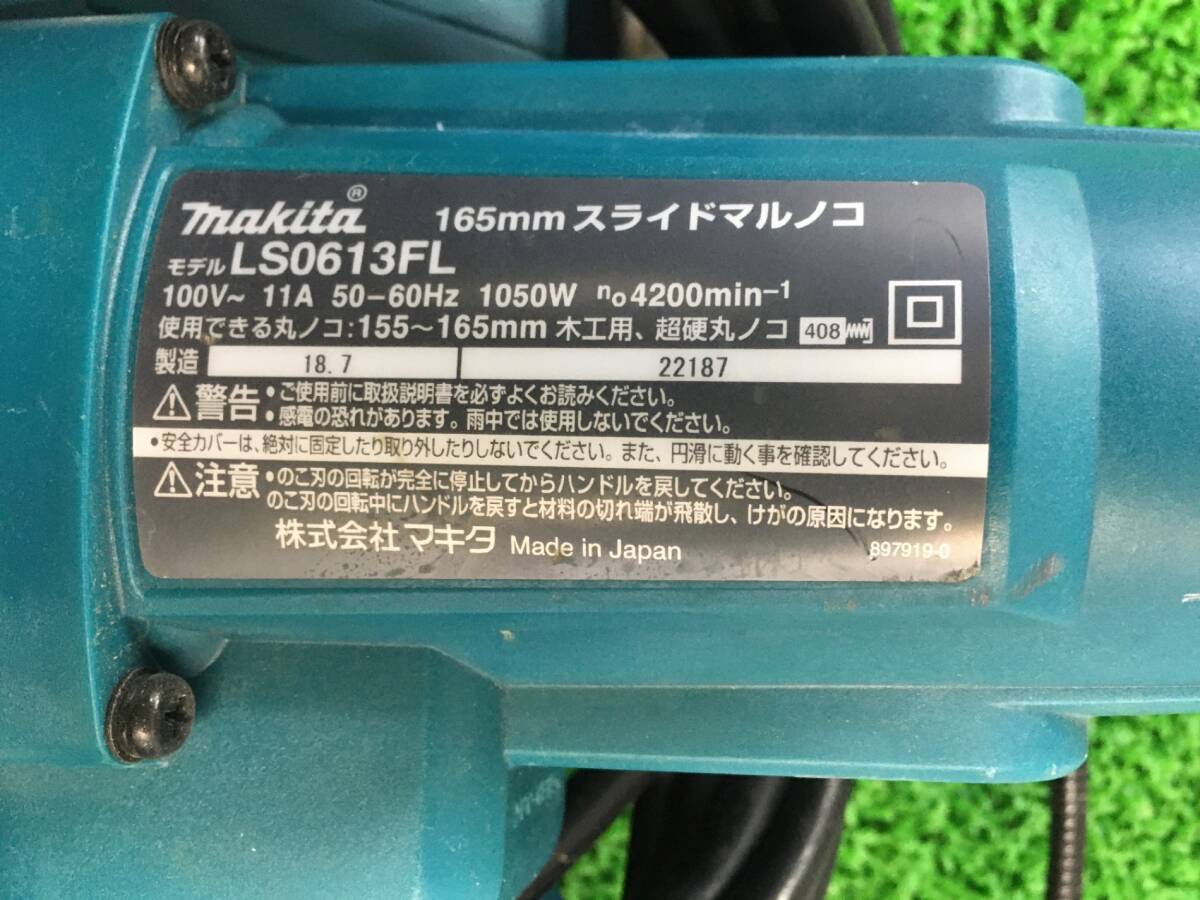 makita® 165mm スライドマルノコ
モデル LS0613FL
100V~ 11A 50-60Hz 1050W no 4200min-1
使用できる丸ノコ:155~165mm 木工用、超硬丸ノコ 408
製造 18.7 22187
警告 •ご使用前に取扱説明書を必ずよくお読みください。
•感電の恐れがあります。雨中では使用しないでください。
•安全カバーは、絶対に固定したり取り外したりしないでください。また、円滑に動く事を確認してください。
注意 •のこ刃の回転が完全に停止してからハンドルを戻してください。
のこ刃の回転中にハンドルを戻すと材料の切れ端が飛散し、けがの原因になります。
株式会社 マキタ Made in Japan 897919-0